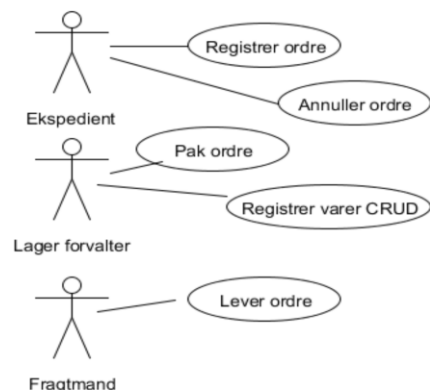 Registrer ordre
Annuller ordre
Ekspedient
Pak ordre
Registrer varer CRUD
Lager forvalter
Lever ordre
Fragtmand